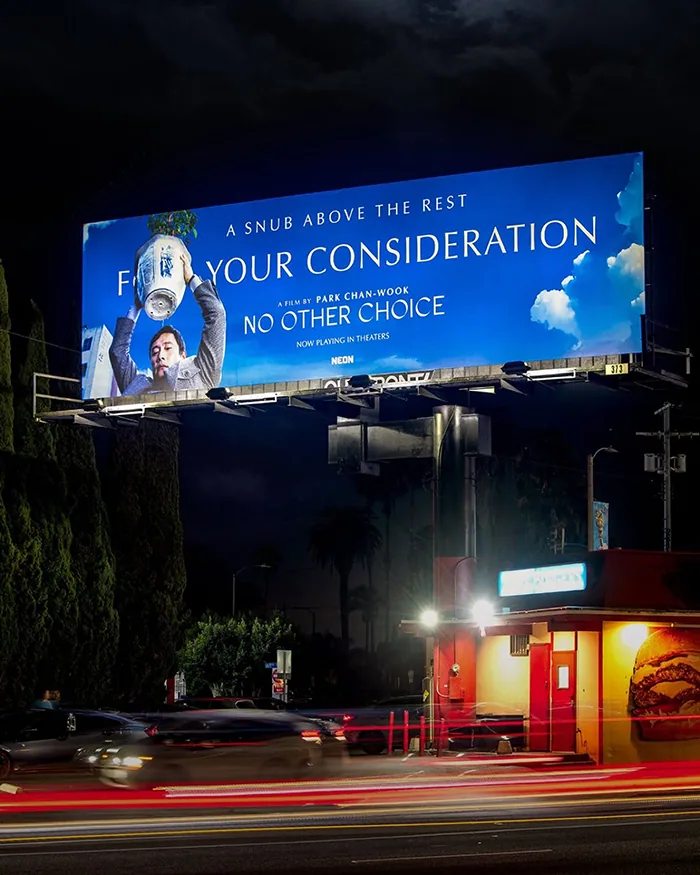 A SNUB ABOVE THE REST
F YOUR CONSIDERATION
A FILM BY PARK CHAN-WOOK
NO OTHER CHOICE
NOW PLAYING IN THEATERS
NEON
373